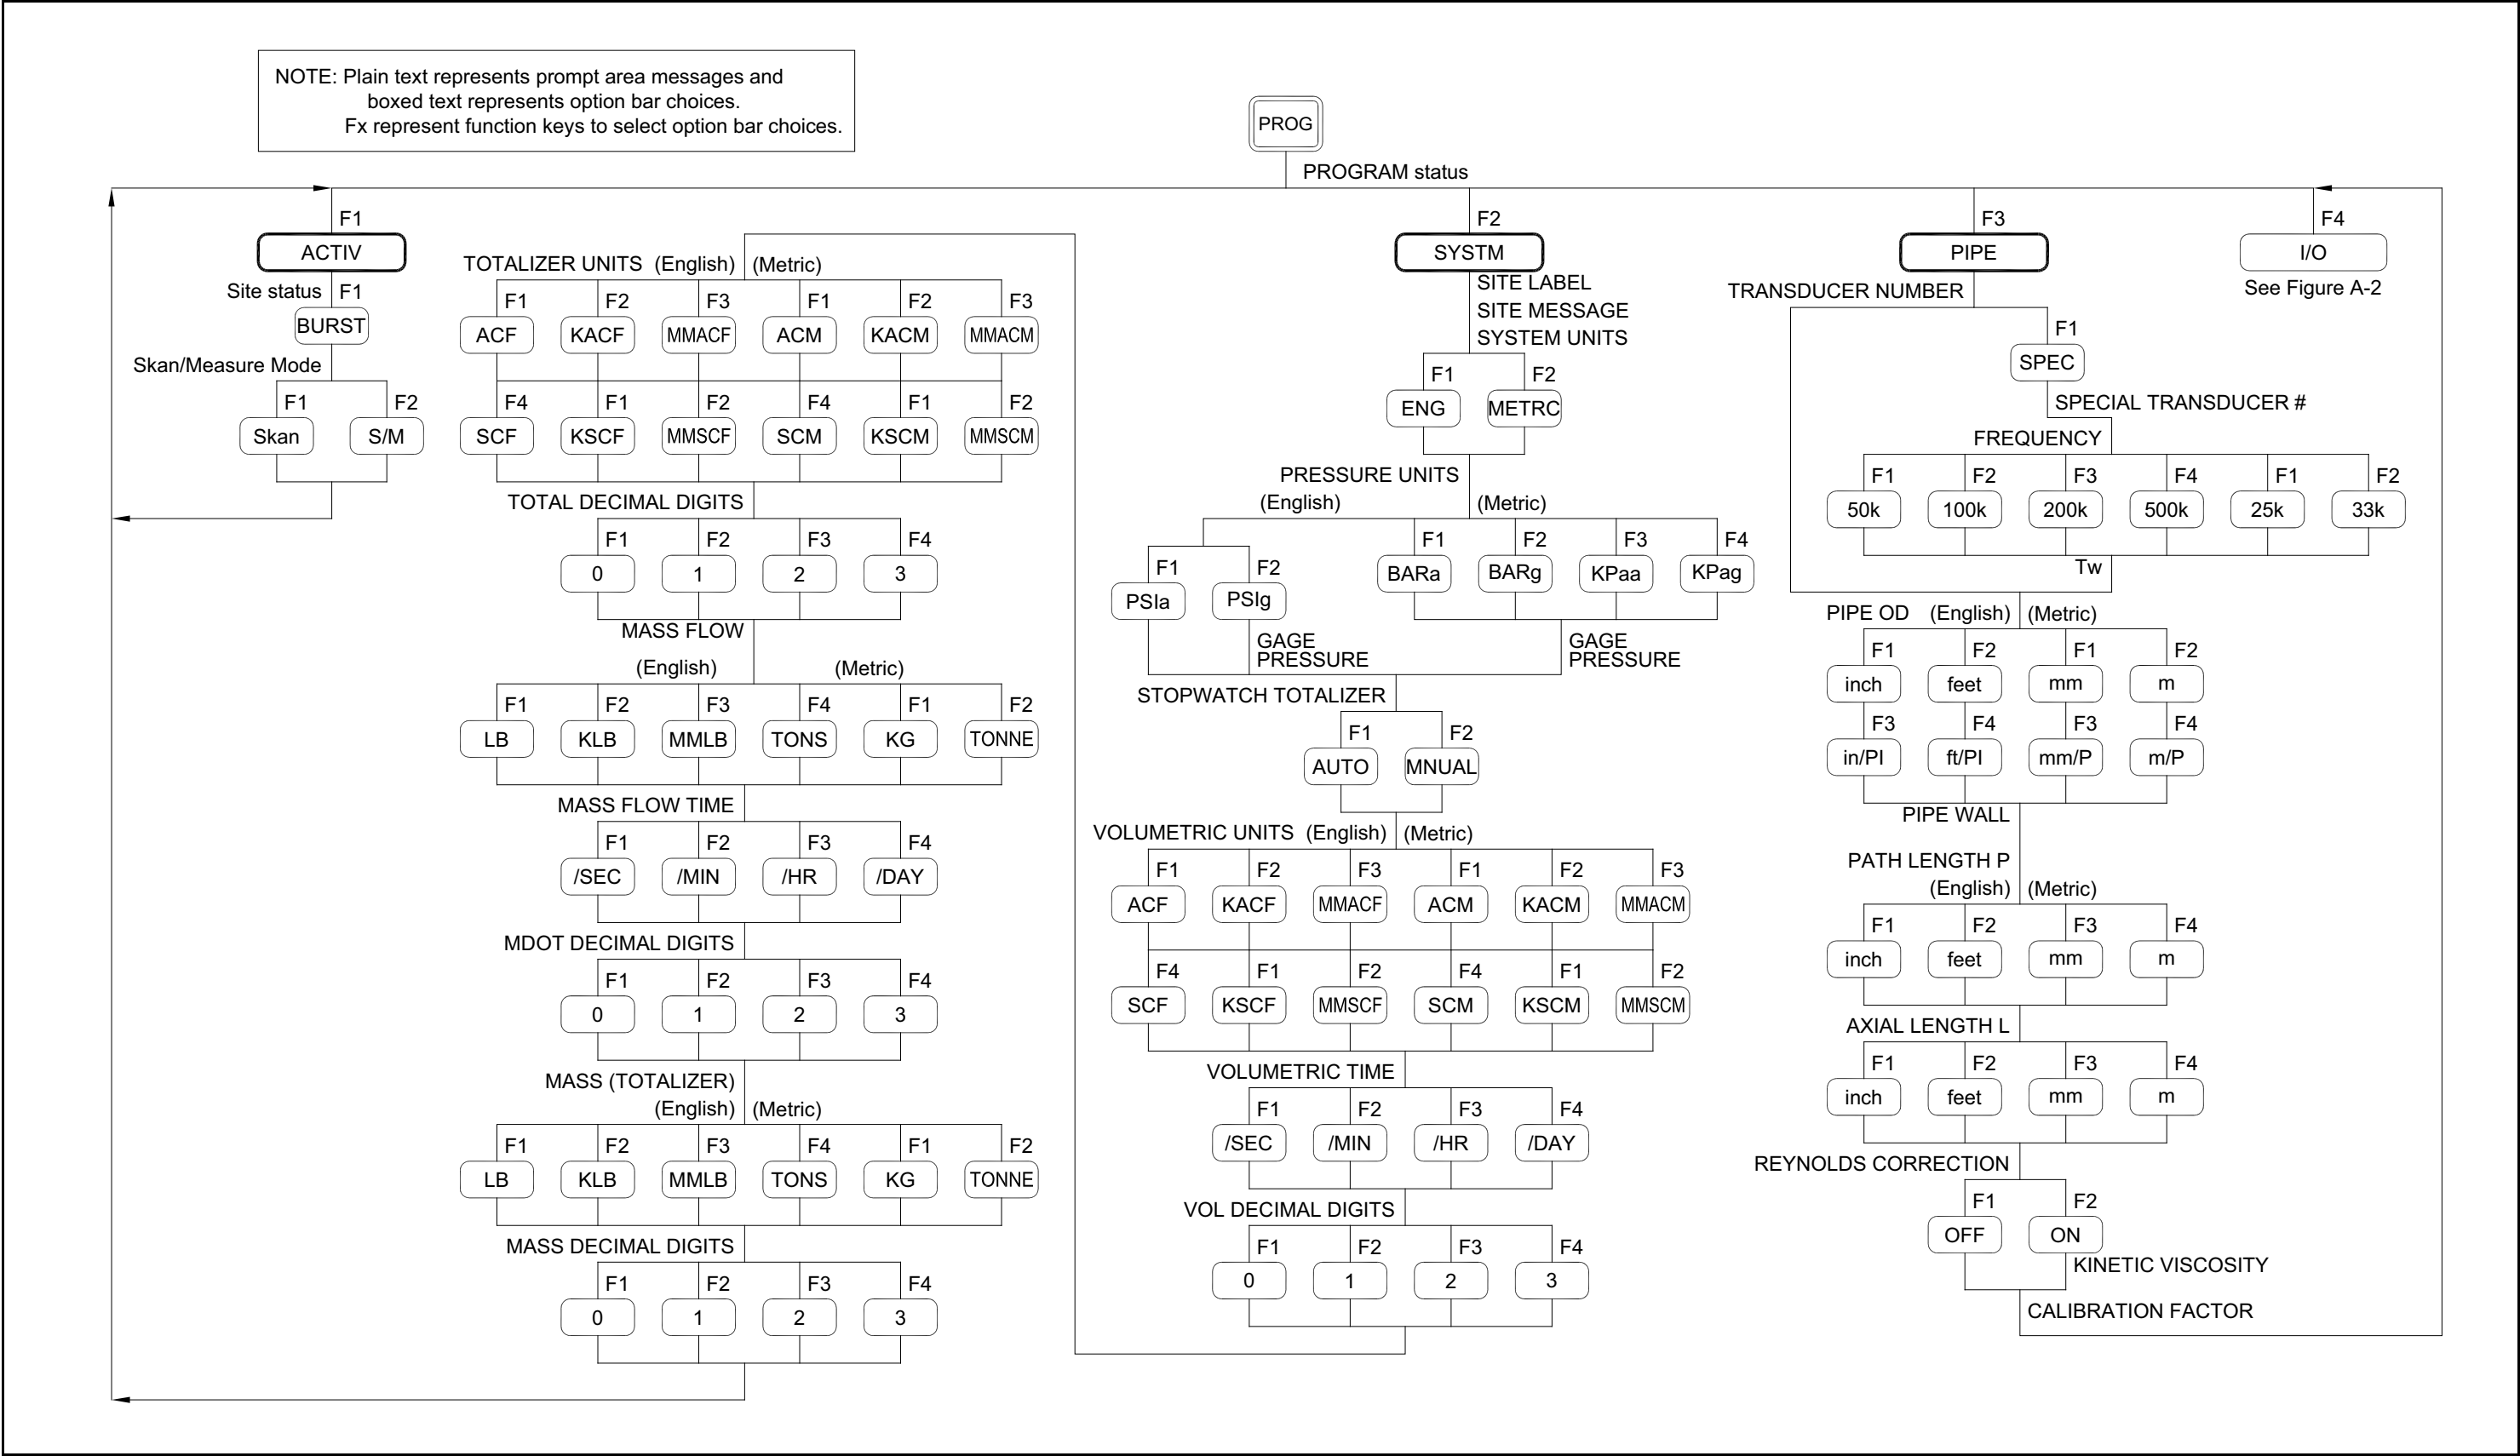 NOTE: Plain text represents prompt area messages and
boxed text represents option bar choices.
Fx represent function keys to select option bar choices.
PROG
PROGRAM status
F1
ACTIV
Site status F1
BURST
Skan/Measure Mode
F1 F2
Skan S/M
F2
SYSTM
SITE LABEL
SITE MESSAGE
SYSTEM UNITS
F1 F2
ENG METRC
PRESSURE UNITS
(English) (Metric)
F1 F2 F3 F4
BARa BARg KPaa KPag
F1 F2
PSIa PSIg
GAGE
PRESSURE
GAGE
PRESSURE
STOPWATCH TOTALIZER
F1 F2
AUTO MNUAL
VOLUMETRIC UNITS (English) (Metric)
F1 F2 F3 F1 F2 F3
ACF KACF MMACF ACM KACM MMACM
F4 F1 F2 F4 F1 F2
SCF KSCF MMSCF SCM KSCM MMSCM
VOLUMETRIC TIME
F1 F2 F3 F4
/SEC /MIN /HR /DAY
VOL DECIMAL DIGITS
F1 F2 F3 F4
0 1 2 3
TOTALIZER UNITS (English) (Metric)
F1 F2 F3 F1 F2 F3
ACF KACF MMACF ACM KACM MMACM
F4 F1 F2 F4 F1 F2
SCF KSCF MMSCF SCM KSCM MMSCM
TOTAL DECIMAL DIGITS
F1 F2 F3 F4
0 1 2 3
MASS FLOW
(English) (Metric)
F1 F2 F3 F4 F1 F2
LB KLB MMLB TONS KG TONNE
MASS FLOW TIME
F1 F2 F3 F4
/SEC /MIN /HR /DAY
MDOT DECIMAL DIGITS
F1 F2 F3 F4
0 1 2 3
MASS (TOTALIZER)
(English) (Metric)
F1 F2 F3 F4 F1 F2
LB KLB MMLB TONS KG TONNE
MASS DECIMAL DIGITS
F1 F2 F3 F4
0 1 2 3
F3
PIPE
TRANSDUCER NUMBER
F1
SPEC
SPECIAL TRANSDUCER #
FREQUENCY
F1 F2 F3 F4 F1 F2
50k 100k 200k 500k 25k 33k
Tw
PIPE OD (English) (Metric)
F1 F2 F1 F2
inch feet mm m
F3 F4 F3 F4
in/PI ft/PI mm/P m/P
PIPE WALL
PATH LENGTH P
(English) (Metric)
F1 F2 F3 F4
inch feet mm m
AXIAL LENGTH L
F1 F2 F3 F4
inch feet mm m
REYNOLDS CORRECTION
F1 F2
OFF ON
KINETIC VISCOSITY
CALIBRATION FACTOR
F4
I/O
See Figure A-2